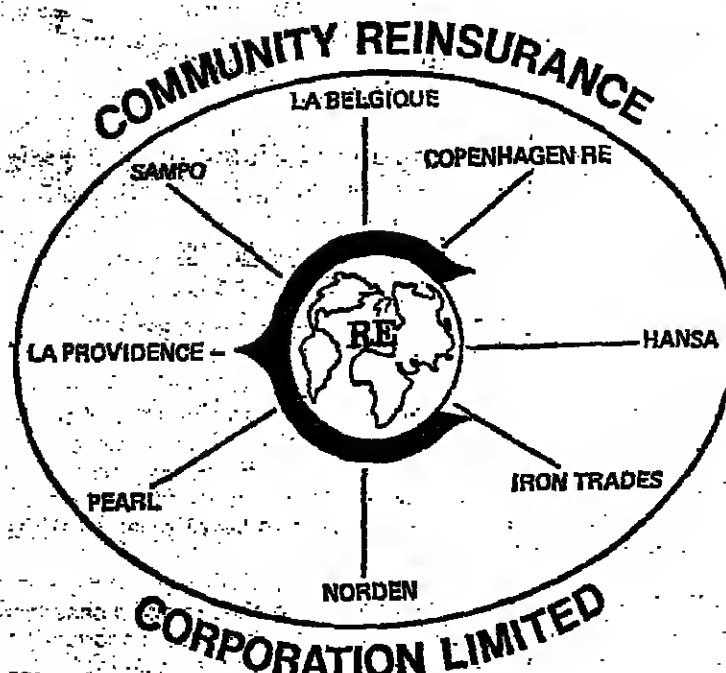 COMMUNITY REINSURANCE
LA BELGIQUE
COPENHAGEN RE
SAMPO
RE
LA PROVIDENCE
HANSA
IRON TRADES
PEARL
NORDEN
CORPORATION LIMITED